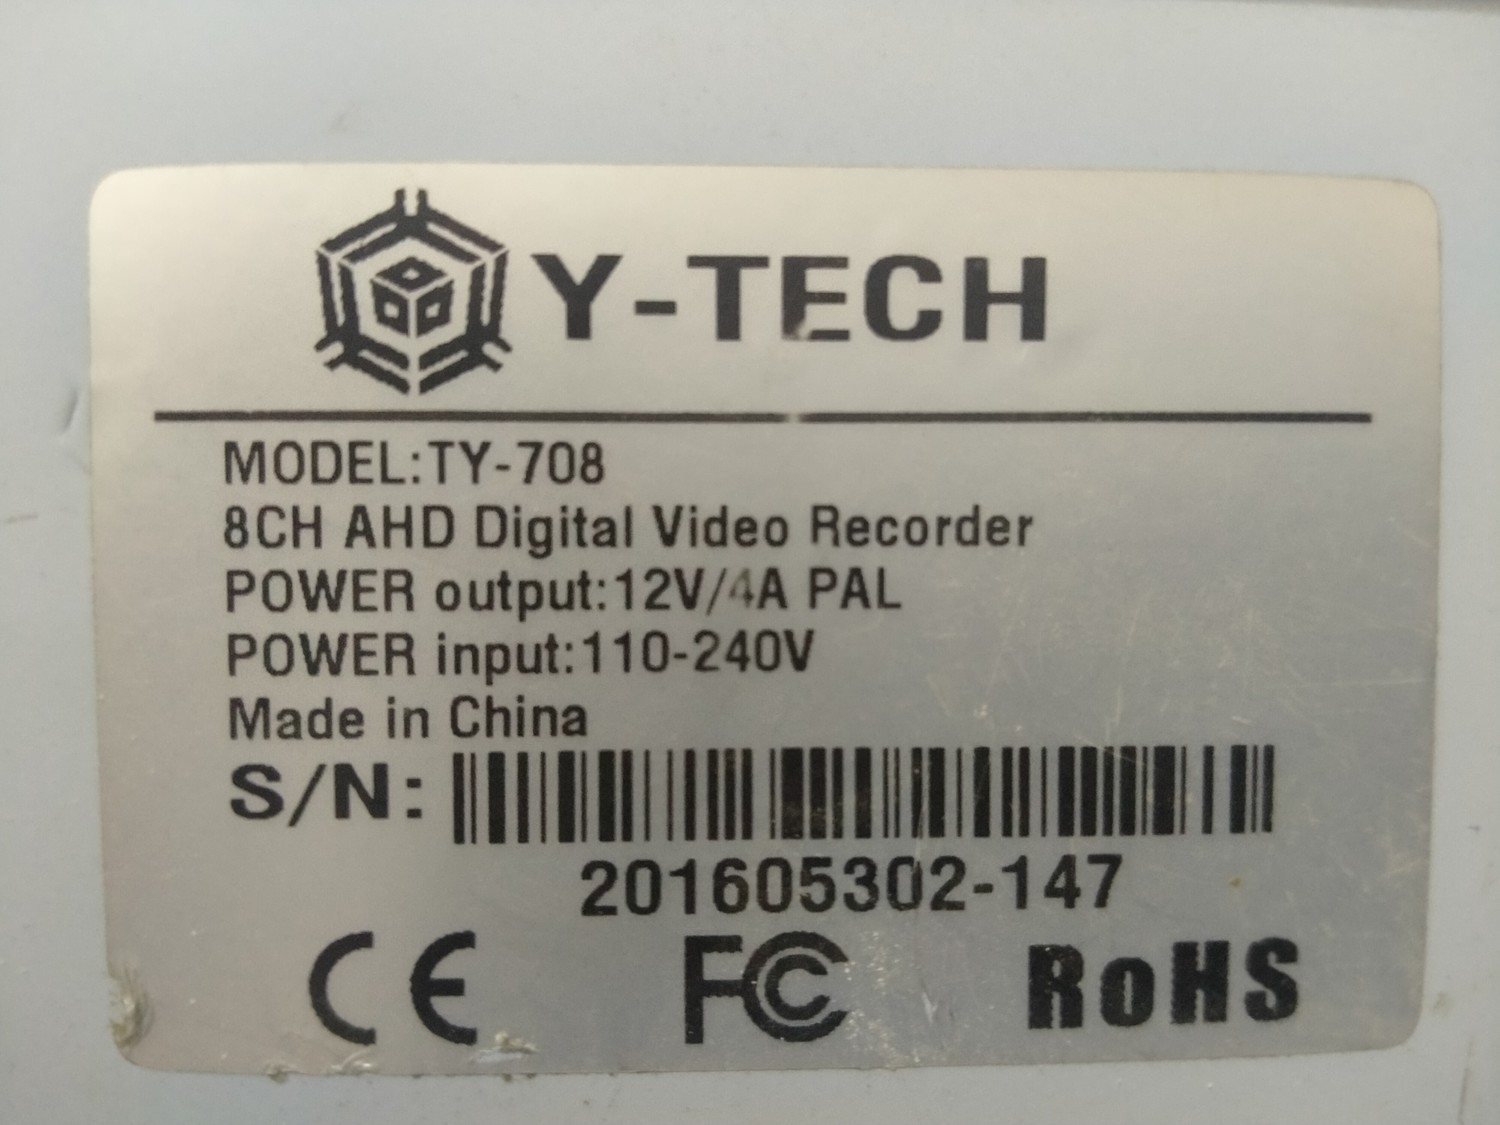 Y-TECH
MODEL:TY-708
8CH AHD Digital Video Recorder
POWER output:12V/4A PAL
POWER input:110-240V
Made in China
S/N:
201605302-147
CE FC RoHS